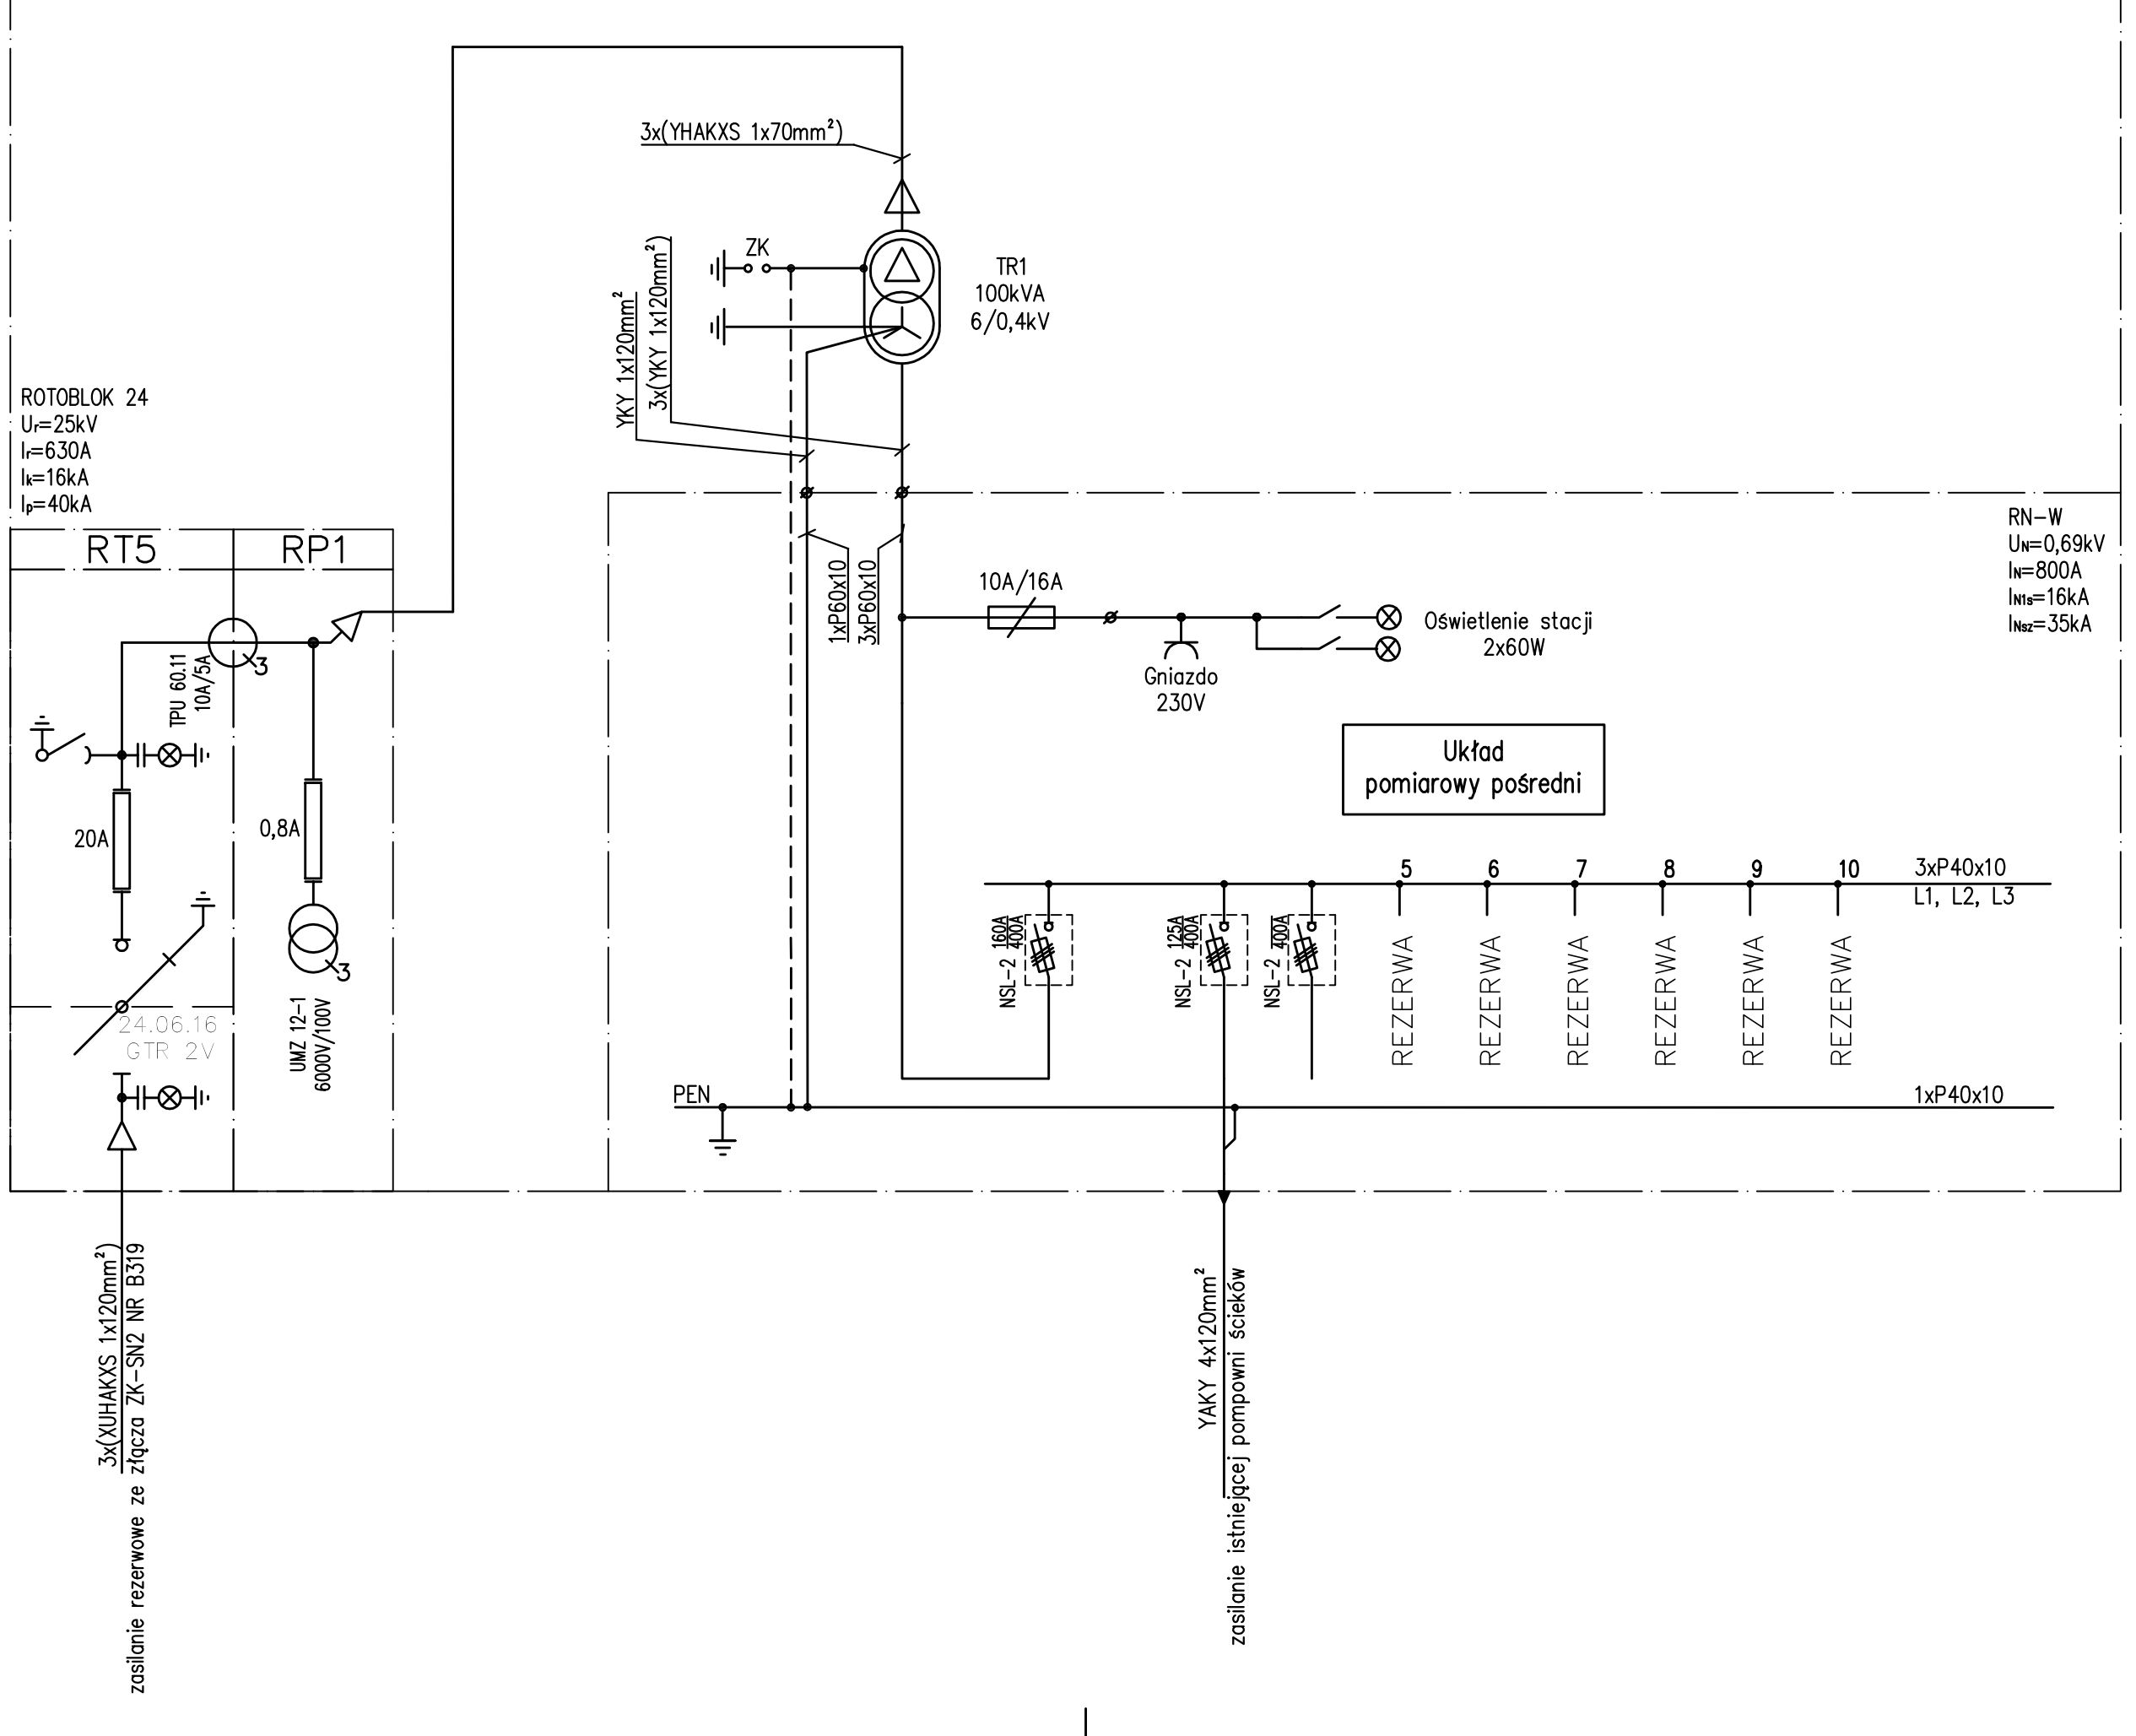 3x(YHAKXS 1x70mm²)
ZK
YKY 1x120mm²
3x(YKY 1x120mm²)
TR1
100kVA
6/0,4kV
ROTOBLOK 24
Ur=25kV
Ir=630A
Ik=16kA
Ip=40kA
RT5
RP1
RN-W
UN=0,69kV
IN=800A
IN1s=16kA
INsz=35kA
1xP60x10
3xP60x10
10A/16A
Oświetlenie stacji
2x60W
Gniazdo
230V
3
TPU 60.11
10A/5A
Układ
pomiarowy pośredni
20A
0,8A
3
UMZ 12-1
6000V/100V
24.06.16
GTR 2V
5
6
7
8
9
10
3xP40x10
L1, L2, L3
NSL-2 160A
400A
NSL-2 125A
400A
NSL-2 400A
REZERWA
REZERWA
REZERWA
REZERWA
REZERWA
REZERWA
PEN
1xP40x10
3x(XUHAKXS 1x120mm²)
zasilanie rezerwowe ze złącza ZK-SN2 NR B319
YAKY 4x120mm²
zasilanie istniejącej pompowni ścieków